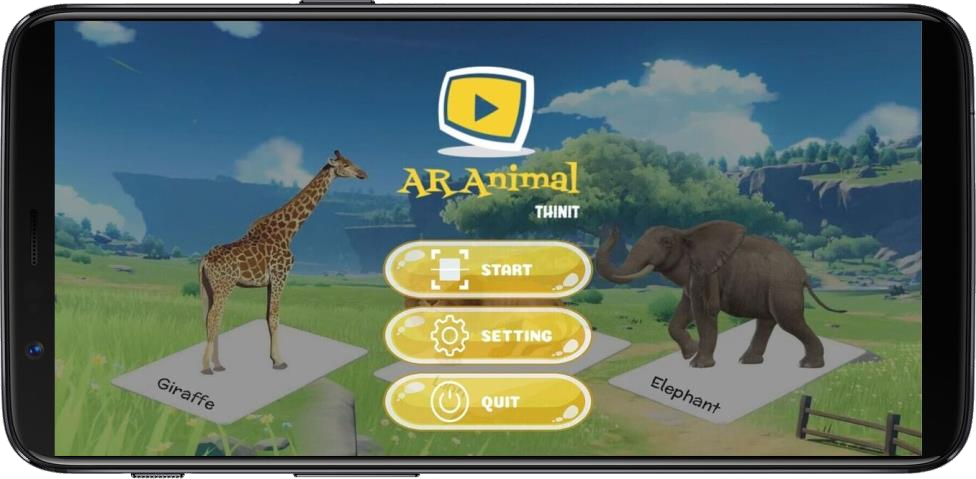 AR Animal
THINIT
START
SETTING
QUIT
Giraffe
Elephant